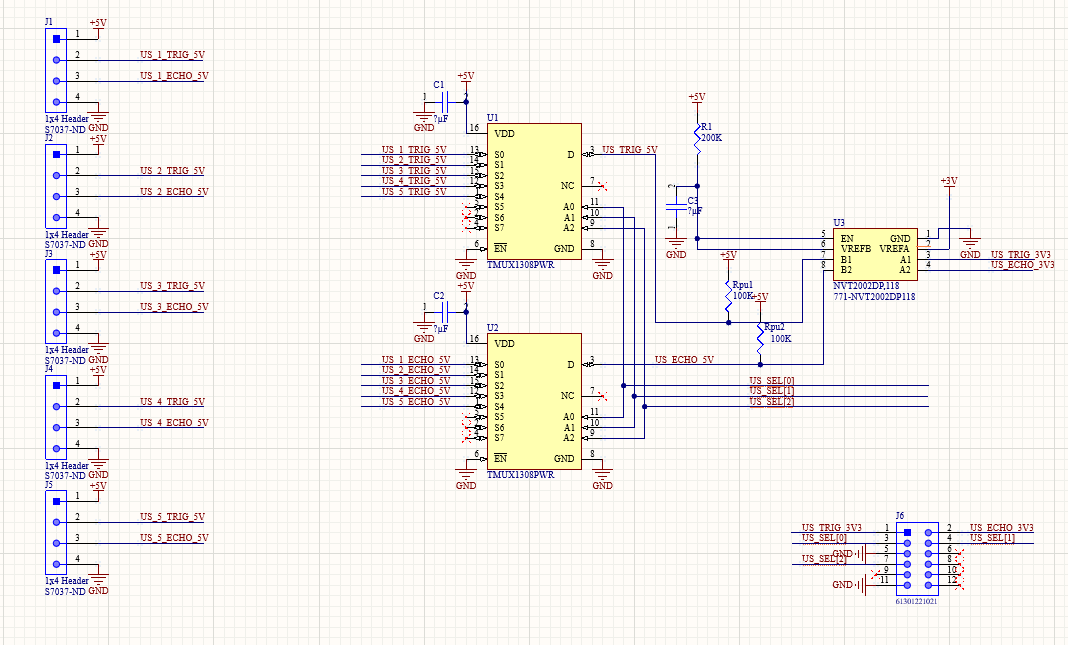 J1
+5V
1
2 US_1_TRIG_5V
3 US_1_ECHO_5V
4
GND
1x4 Header
S7037-ND
J2
+5V
1
2 US_2_TRIG_5V
3 US_2_ECHO_5V
4
GND
1x4 Header
S7037-ND
J3
+5V
1
2 US_3_TRIG_5V
3 US_3_ECHO_5V
4
GND
1x4 Header
S7037-ND
J4
+5V
1
2 US_4_TRIG_5V
3 US_4_ECHO_5V
4
GND
1x4 Header
S7037-ND
J5
+5V
1
2 US_5_TRIG_5V
3 US_5_ECHO_5V
4
GND
1x4 Header
S7037-ND
+5V
C1
1 2
?µF
GND
U1
16 VDD
US_1_TRIG_5V 13 S0 D 3 US_TRIG_5V
US_2_TRIG_5V S1
US_3_TRIG_5V S2
US_4_TRIG_5V S3 NC 7
US_5_TRIG_5V S4
S5 A0 11
S6 A1 10
S7 A2 9
6 EN GND 8
GND
GND
TMUX1308PWR
+5V
C2
1 2
?µF
GND
U2
16 VDD
US_1_ECHO_5V 13 S0 D 3 US_ECHO_5V
US_2_ECHO_5V S1
US_3_ECHO_5V S2
US_4_ECHO_5V S3 NC 7
US_5_ECHO_5V S4
S5 A0 11
S6 A1 10
S7 A2 9
6 EN GND 8
GND
GND
TMUX1308PWR
US_SEL[0]
US_SEL[1]
US_SEL[2]
+5V
R1
200K
2
C3
?µF
1
GND
+5V
Rpu1
100K
+5V
Rpu2
100K
+3V
U3
5 EN GND 1
6 VREFB VREFA 2
7 B1 A1 3 US_TRIG_3V3
8 B2 A2 4 US_ECHO_3V3
GND
NVT2002DP,118
771-NVT2002DP118
J6
US_TRIG_3V3 1 2 US_ECHO_3V3
US_SEL[0] 3 4 US_SEL[1]
GND 5 6
US_SEL[2] 7 8
9 10
GND 11 12
61301221021